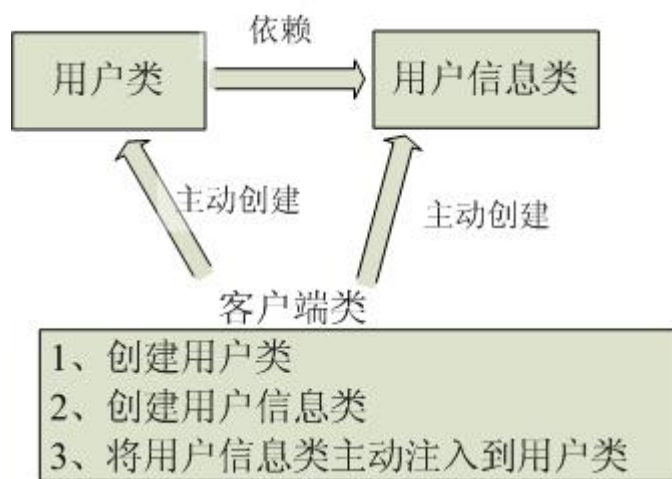 依赖
用户类
用户信息类
主动创建
主动创建
客户端类
1、创建用户类
2、创建用户信息类
3、将用户信息类主动注入到用户类